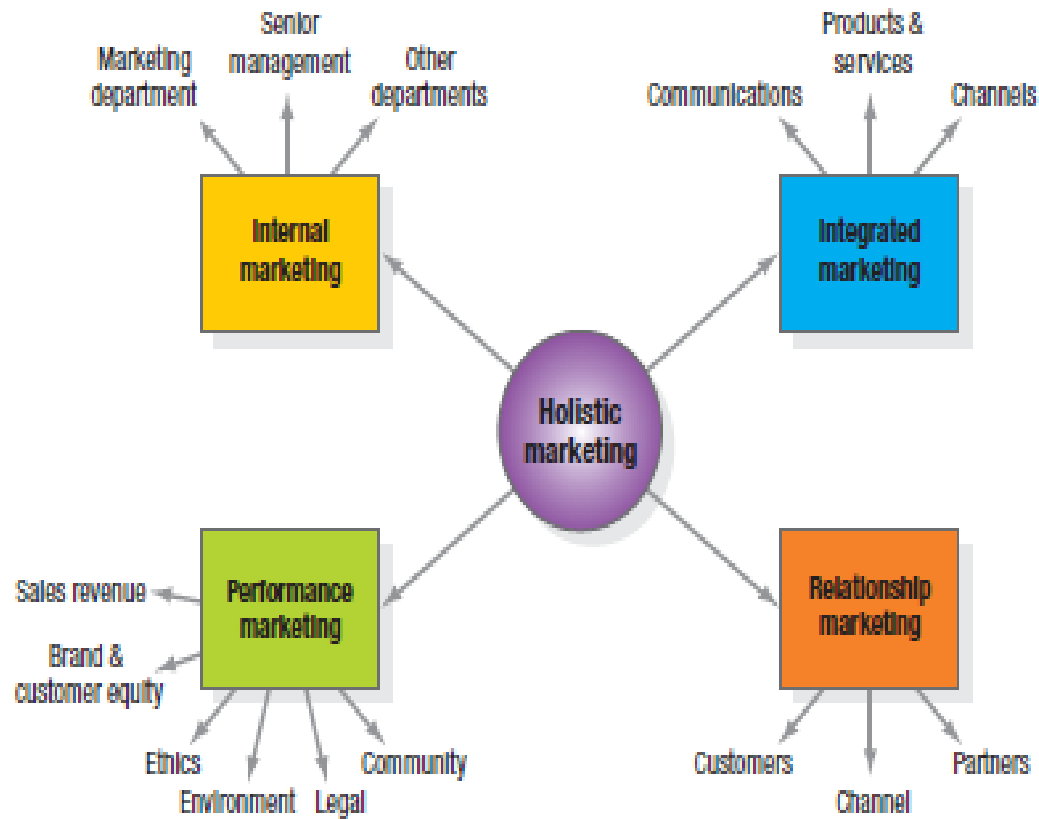 Senior
management
Marketing
department
Other
departments
Products &
services
Communications
Channels
Internal
marketing
Integrated
marketing
Holistic
marketing
Performance
marketing
Relationship
marketing
Sales revenue
Brand &
customer equity
Ethics
Environment
Legal
Community
Customers
Channel
Partners